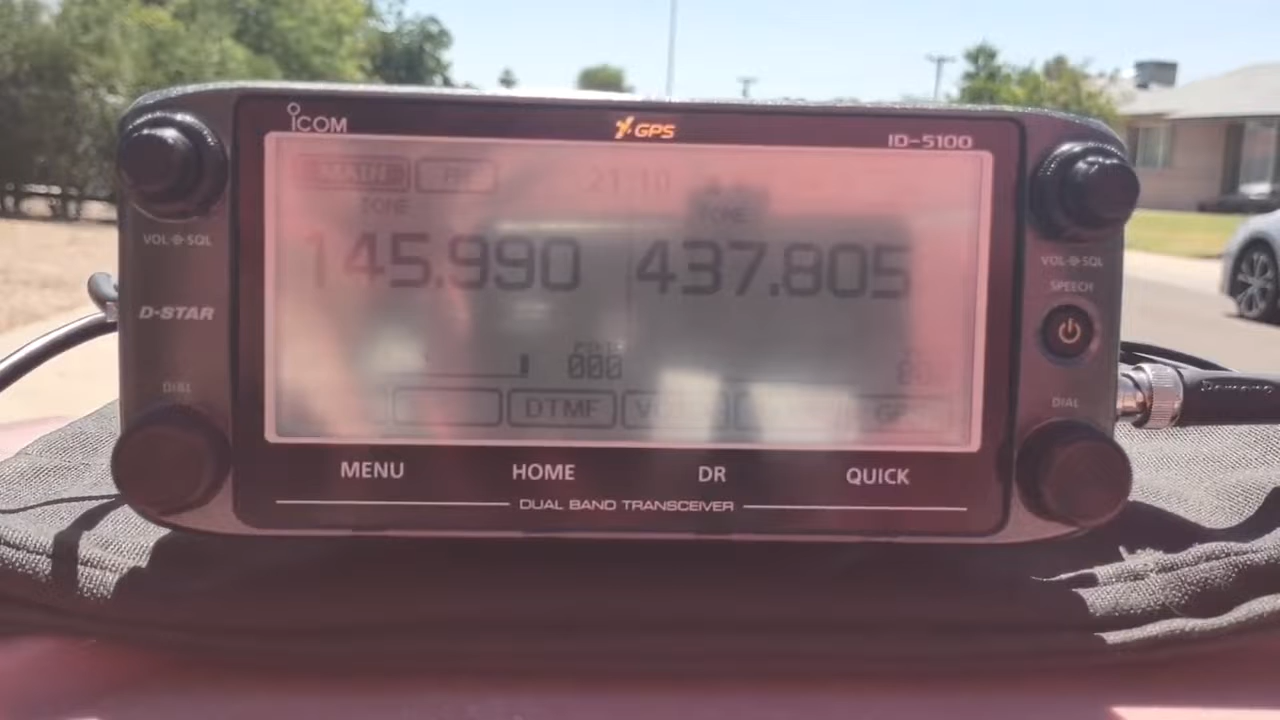 ICOM
GPS
ID-5100
MAIN
21:10
TONE
TONE
145.990
437.805
VOL SQL
VOL SQL
SPEECH
D-STAR
000
DIAL
DIAL
DTMF
MENU
HOME
DR
QUICK
DUAL BAND TRANSCEIVER